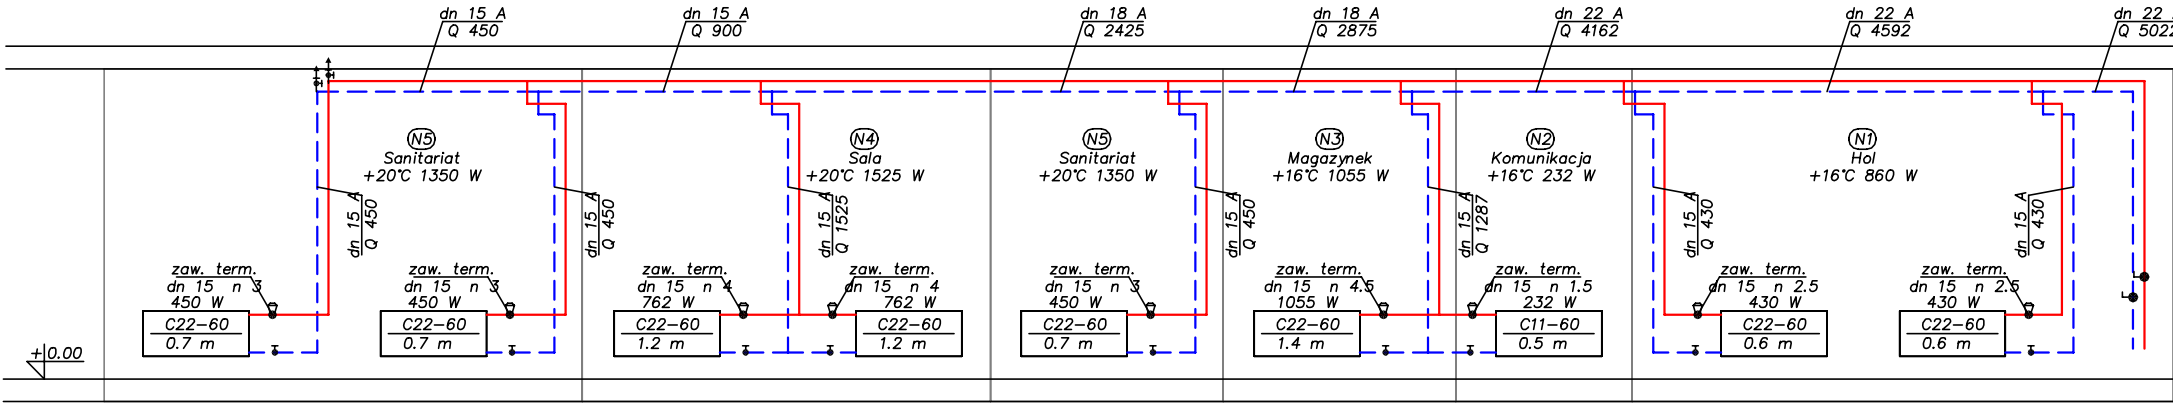 dn 15 A
Q 450
dn 15 A
Q 900
dn 18 A
Q 2425
dn 18 A
Q 2875
dn 22 A
Q 4162
dn 22 A
Q 4592
dn 22
Q 5022
N5
Sanitariat
+20°C 1350 W
N4
Sala
+20°C 1525 W
N5
Sanitariat
+20°C 1350 W
N3
Magazynek
+16°C 1055 W
N2
Komunikacja
+16°C 232 W
N1
Hol
+16°C 860 W
dn 15 A
Q 450
dn 15 A
Q 450
dn 15 A
Q 1525
dn 15 A
Q 450
dn 15 A
Q 1287
dn 15 A
Q 430
dn 15 A
Q 430
zaw. term.
dn 15 n 3
450 W
C22-60
0.7 m
zaw. term.
dn 15 n 3
450 W
C22-60
0.7 m
zaw. term.
dn 15 n 4
762 W
C22-60
1.2 m
zaw. term.
dn 15 n 4
762 W
C22-60
1.2 m
zaw. term.
dn 15 n 3
450 W
C22-60
0.7 m
zaw. term.
dn 15 n 4.5
1055 W
C22-60
1.4 m
zaw. term.
dn 15 n 1.5
232 W
C11-60
0.5 m
zaw. term.
dn 15 n 2.5
430 W
C22-60
0.6 m
zaw. term.
dn 15 n 2.5
430 W
C22-60
0.6 m
+0.00